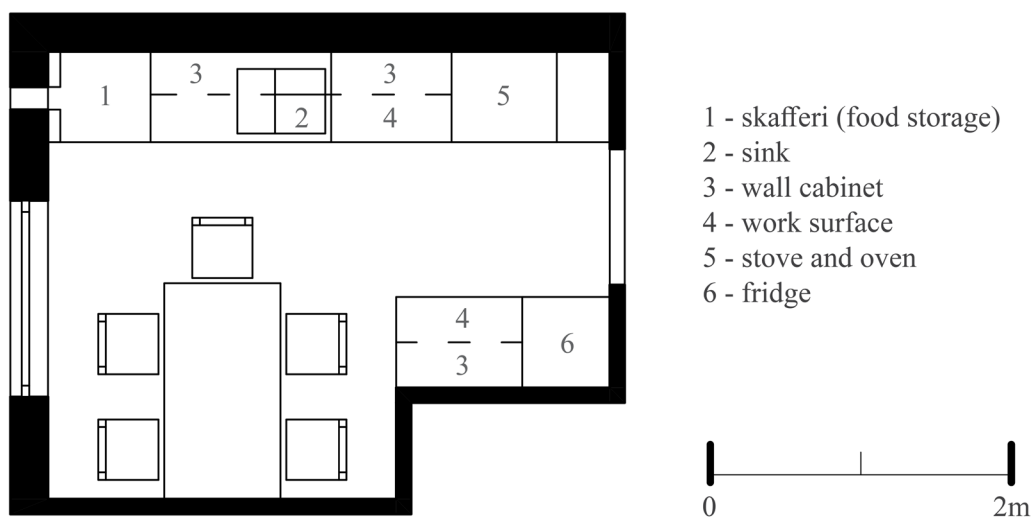 3 3
1 5
2 4
4 6
3
1 - skafferi (food storage)
2 - sink
3 - wall cabinet
4 - work surface
5 - stove and oven
6 - fridge
0 2m